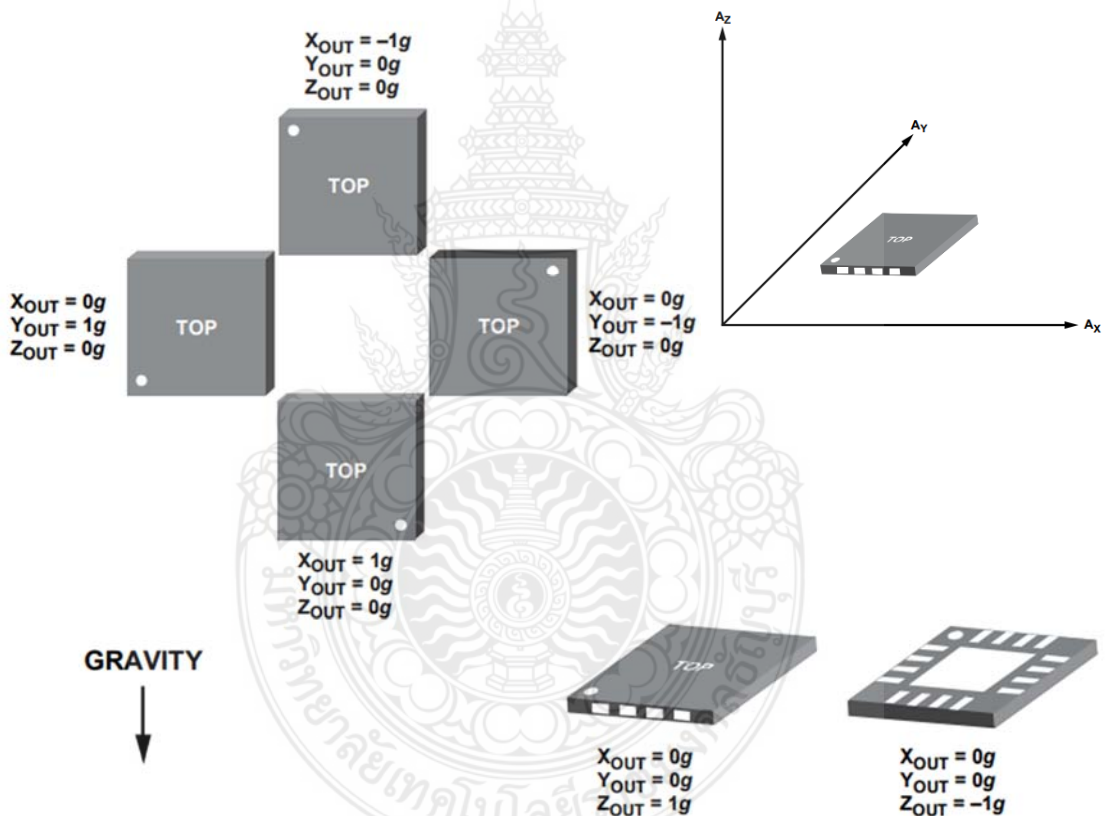 XOUT = –1g
YOUT = 0g
ZOUT = 0g
TOP
XOUT = 0g
YOUT = 1g
ZOUT = 0g
TOP
TOP
XOUT = 0g
YOUT = –1g
ZOUT = 0g
TOP
XOUT = 1g
YOUT = 0g
ZOUT = 0g
AZ
AY
TOP
AX
GRAVITY
TOP
XOUT = 0g
YOUT = 0g
ZOUT = 1g
XOUT = 0g
YOUT = 0g
ZOUT = –1g